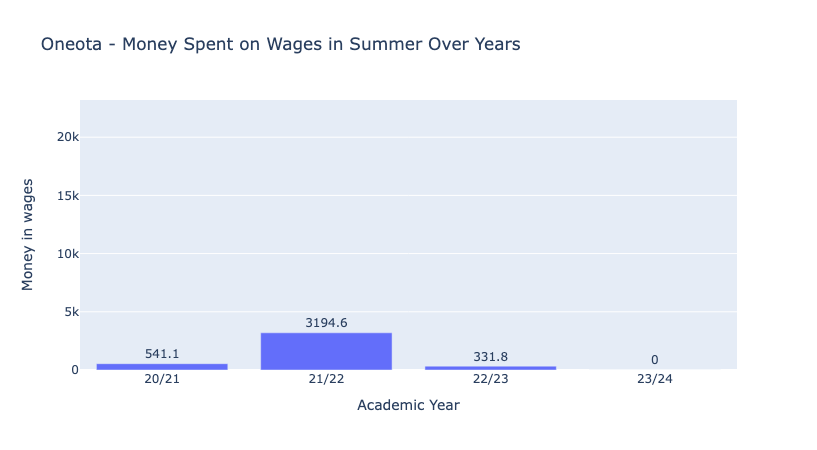 Oneota - Money Spent on Wages in Summer Over Years
Money in wages
20k
15k
10k
5k
0
541.1
3194.6
331.8
0
20/21
21/22
22/23
23/24
Academic Year